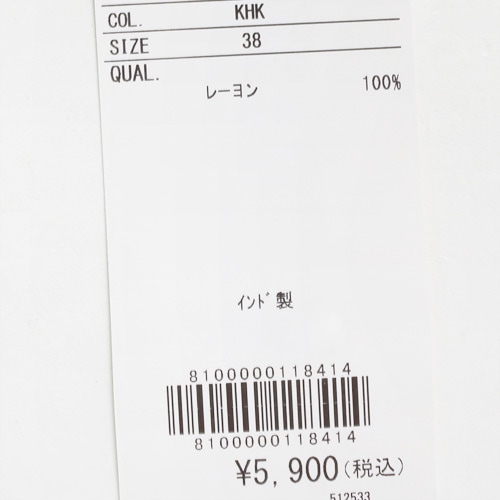 COL. KHK
SIZE 38
QUAL.
レーヨン 100%
インド製
8100000118414
8100000118414
¥5,900(税込)
512533